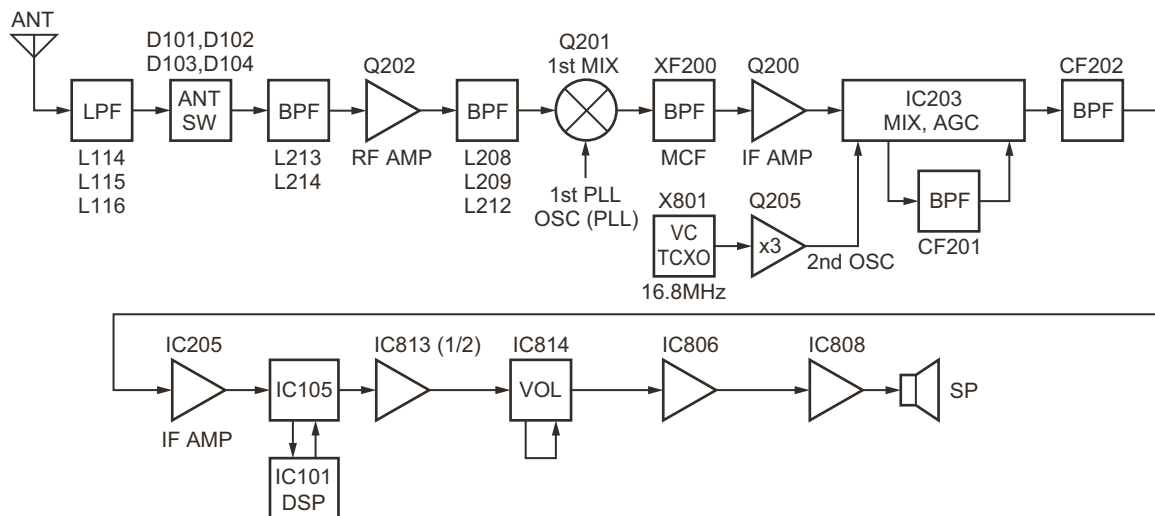 ANT
LPF
L114
L115
L116
D101,D102
D103,D104
ANT
SW
BPF
L213
L214
Q202
RF AMP
BPF
L208
L209
L212
Q201
1st MIX
1st PLL
OSC (PLL)
XF200
BPF
MCF
Q200
IF AMP
IC203
MIX, AGC
BPF
CF201
CF202
BPF
X801
VC
TCXO
16.8MHz
Q205
x3
2nd OSC
IC205
IF AMP
IC105
IC101
DSP
IC813 (1/2)
IC814
VOL
IC806
IC808
SP